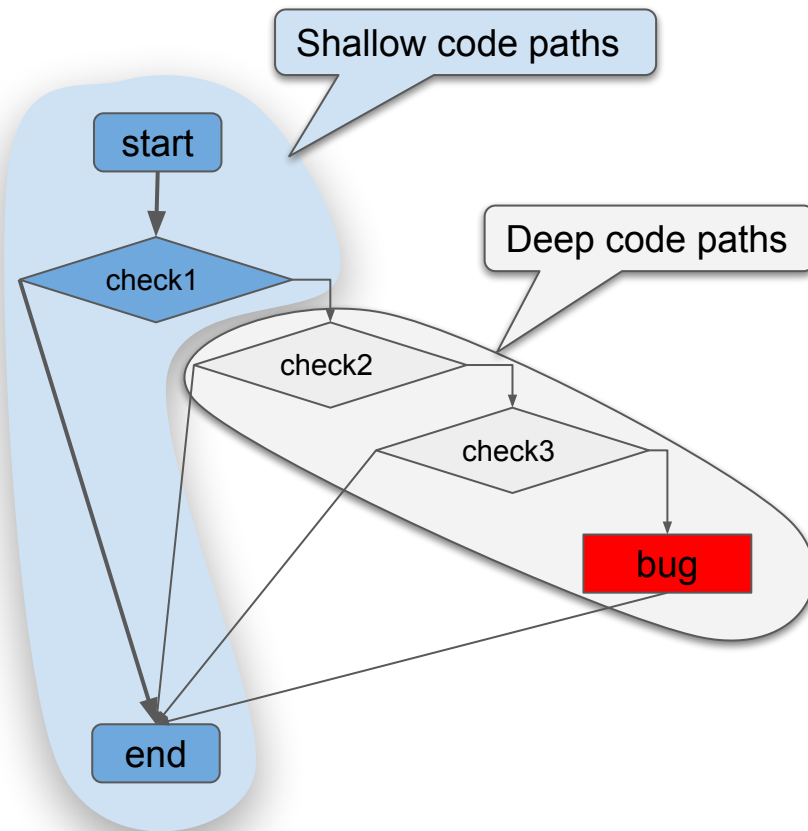 Shallow code paths
start
Deep code paths
check1
check2
check3
bug
end